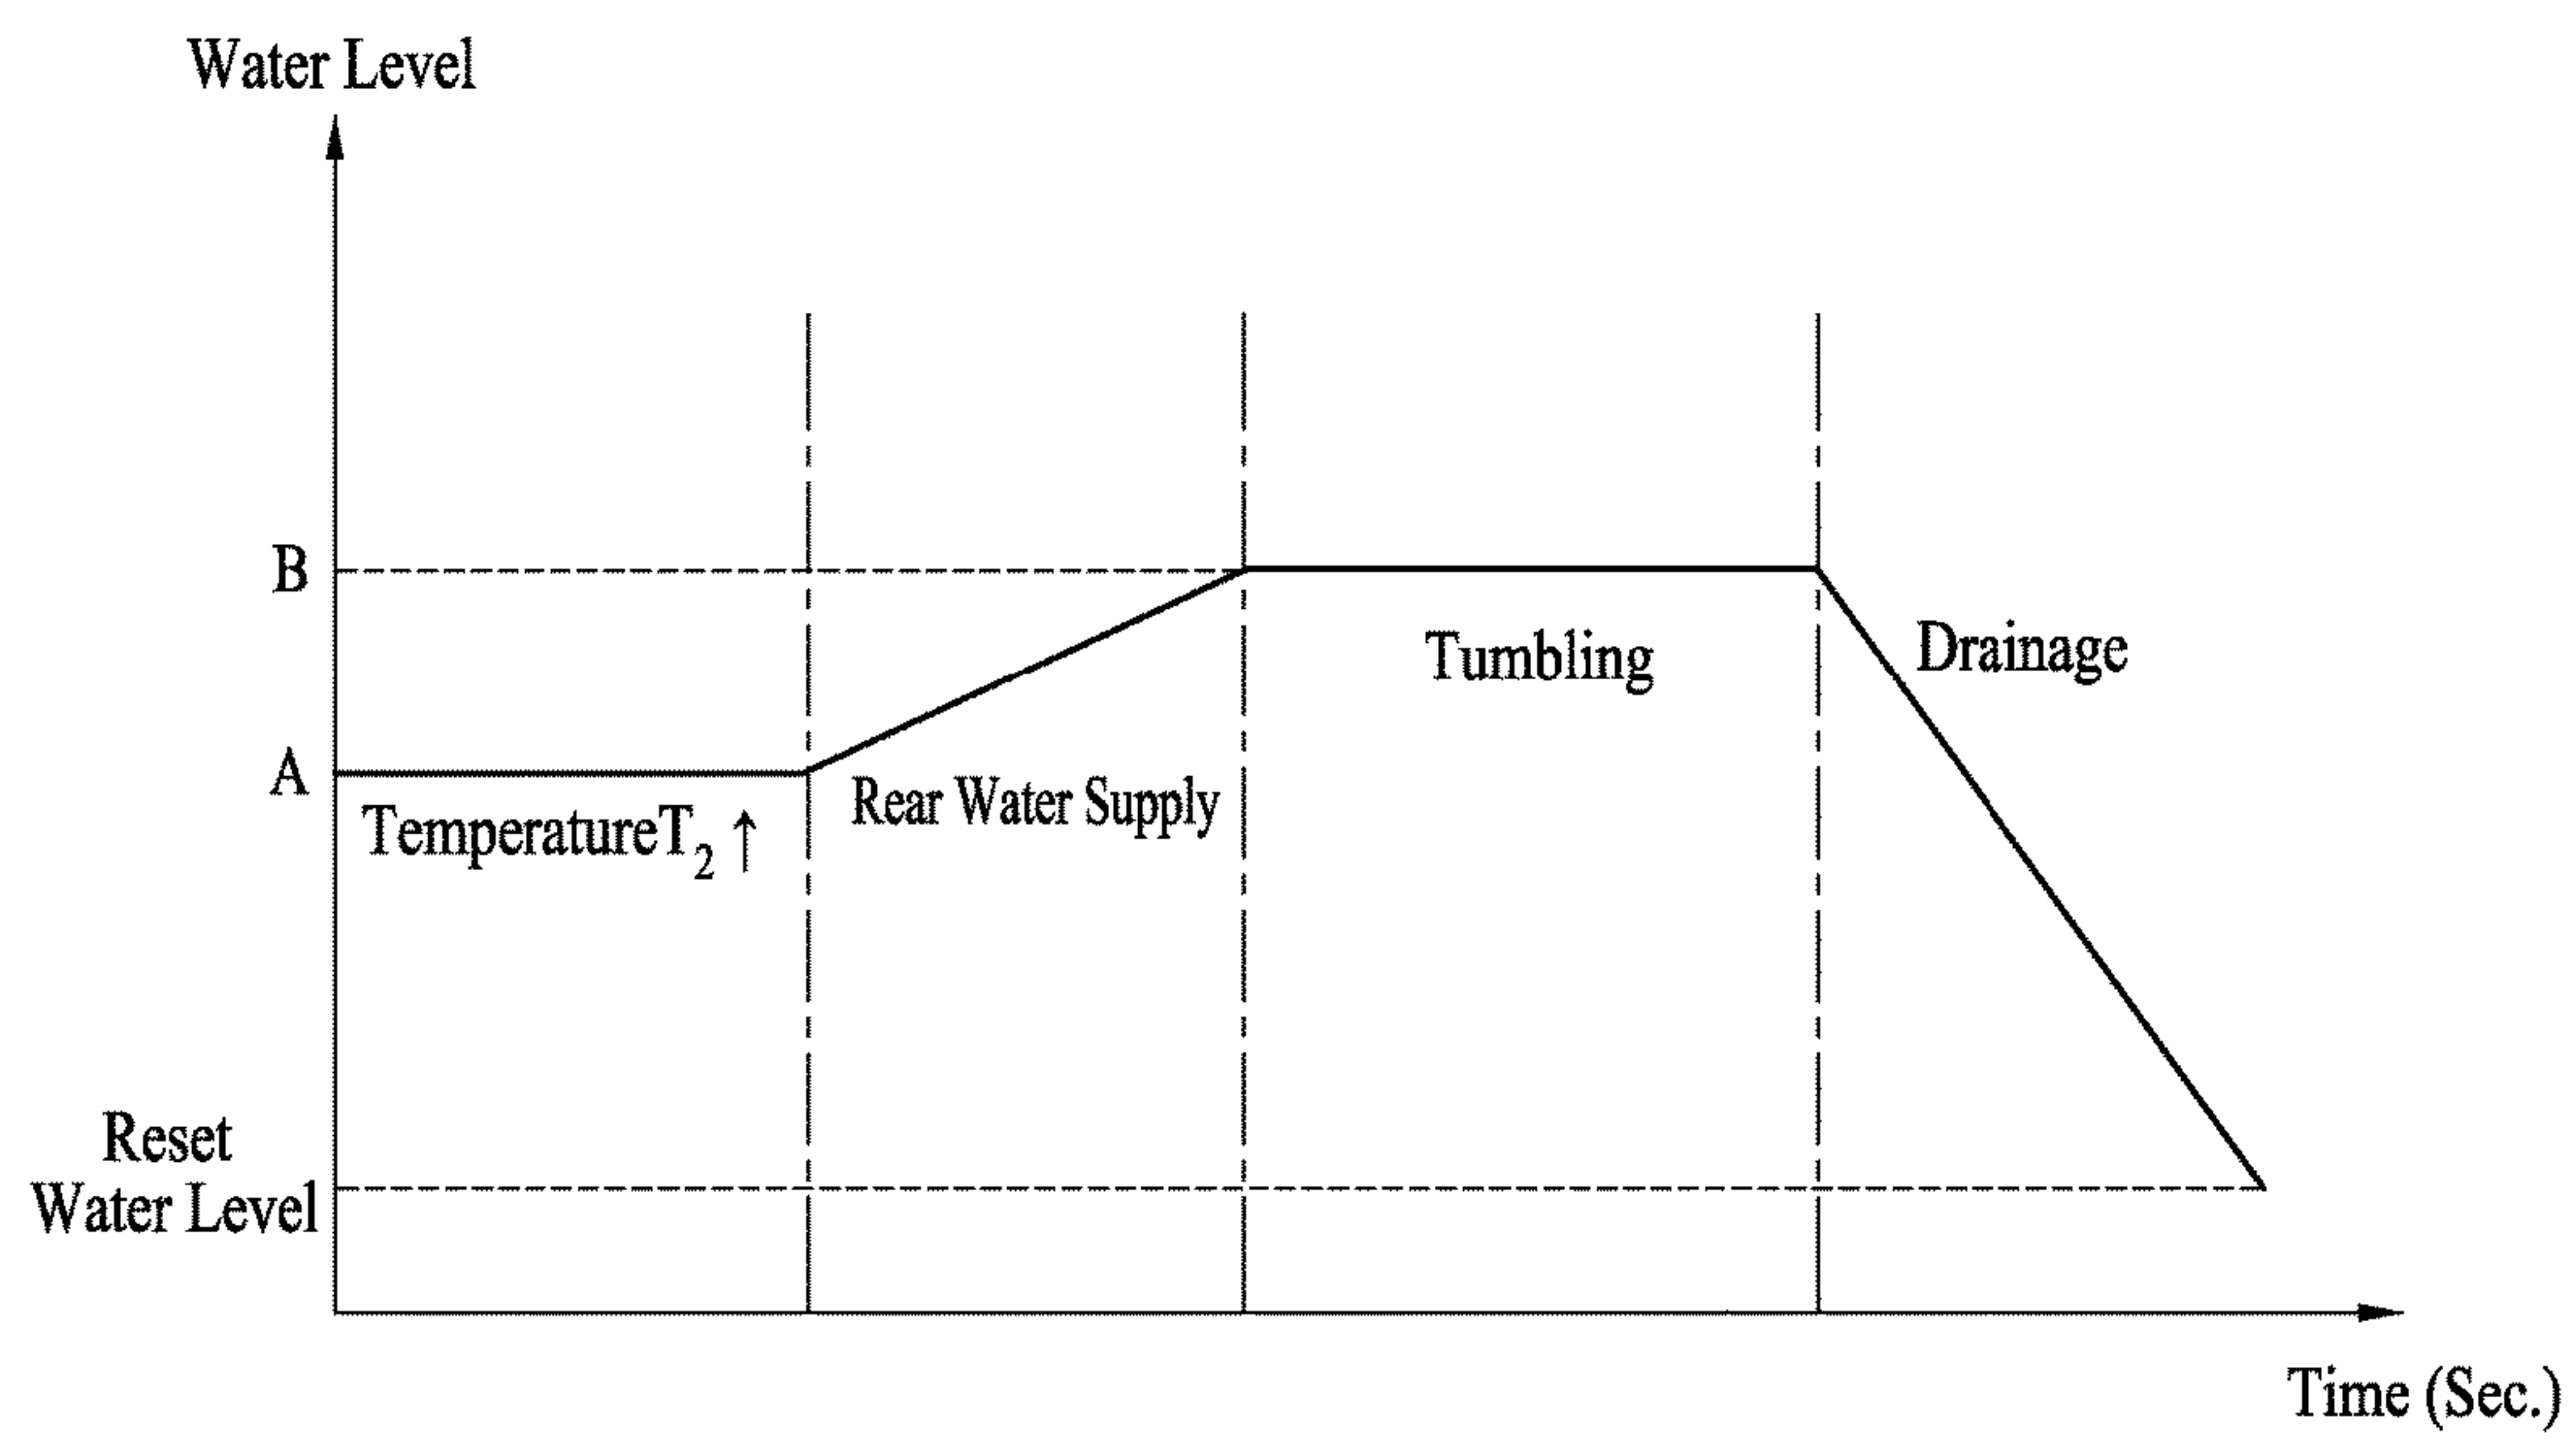 Water Level
B
Tumbling
Drainage
A
TemperatureT₂ ↑
Rear Water Supply
Reset
Water Level
Time (Sec.)